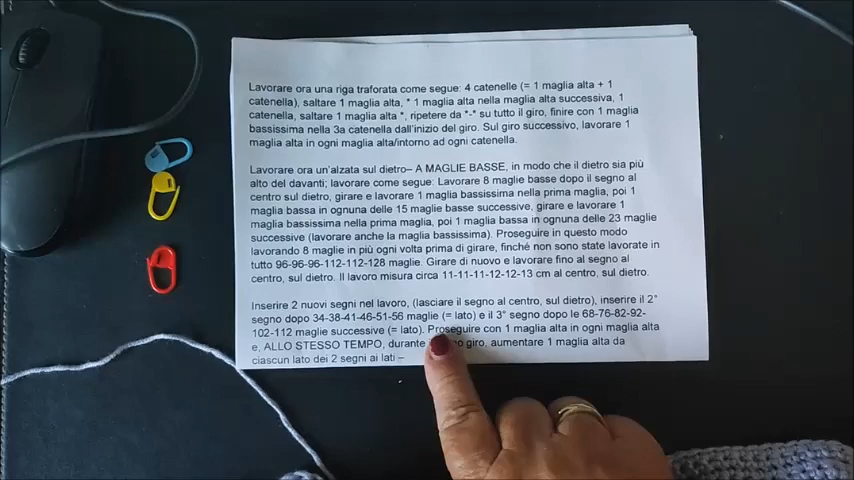 Lavorare ora una riga traforata come segue: 4 catenelle (= 1 maglia alta + 1
catenella), saltare 1 maglia alta, * 1 maglia alta nella maglia alta successiva, 1
catenella, saltare 1 maglia alta *, ripetere da *-* su tutto il giro, finire con 1 maglia
bassissima nella 3a catenella dall'inizio del giro. Sul giro successivo, lavorare 1
maglia alta in ogni maglia alta/intorno ad ogni catenella.
Lavorare ora un'alzata sul dietro– A MAGLIE BASSE, in modo che il dietro sia più
alto del davanti; lavorare come segue: Lavorare 8 maglie basse dopo il segno al
centro sul dietro, girare e lavorare 1 maglia bassissima nella prima maglia, poi 1
maglia bassa in ognuna delle 15 maglie basse successive, girare e lavorare 1
maglia bassissima nella prima maglia, poi 1 maglia bassa in ognuna delle 23 maglie
successive (lavorare anche la maglia bassissima). Proseguire in questo modo
lavorando 8 maglie in più ogni volta prima di girare, finché non sono state lavorate in
tutto 96-96-96-112-112-128 maglie. Girare di nuovo e lavorare fino al segno al
centro, sul dietro. Il lavoro misura circa 11-11-11-12-12-13 cm al centro, sul dietro.
Inserire 2 nuovi segni nel lavoro, (lasciare il segno al centro, sul dietro), inserire il 2°
segno dopo 34-38-41-46-51-56 maglie (= lato) e il 3° segno dopo le 68-76-82-92-
102-112 maglie successive (= lato). Proseguire con 1 maglia alta in ogni maglia alta
e, ALLO STESSO TEMPO, durante giro, aumentare 1 maglia alta da
ciascun lato dei 2 segni ai lati –